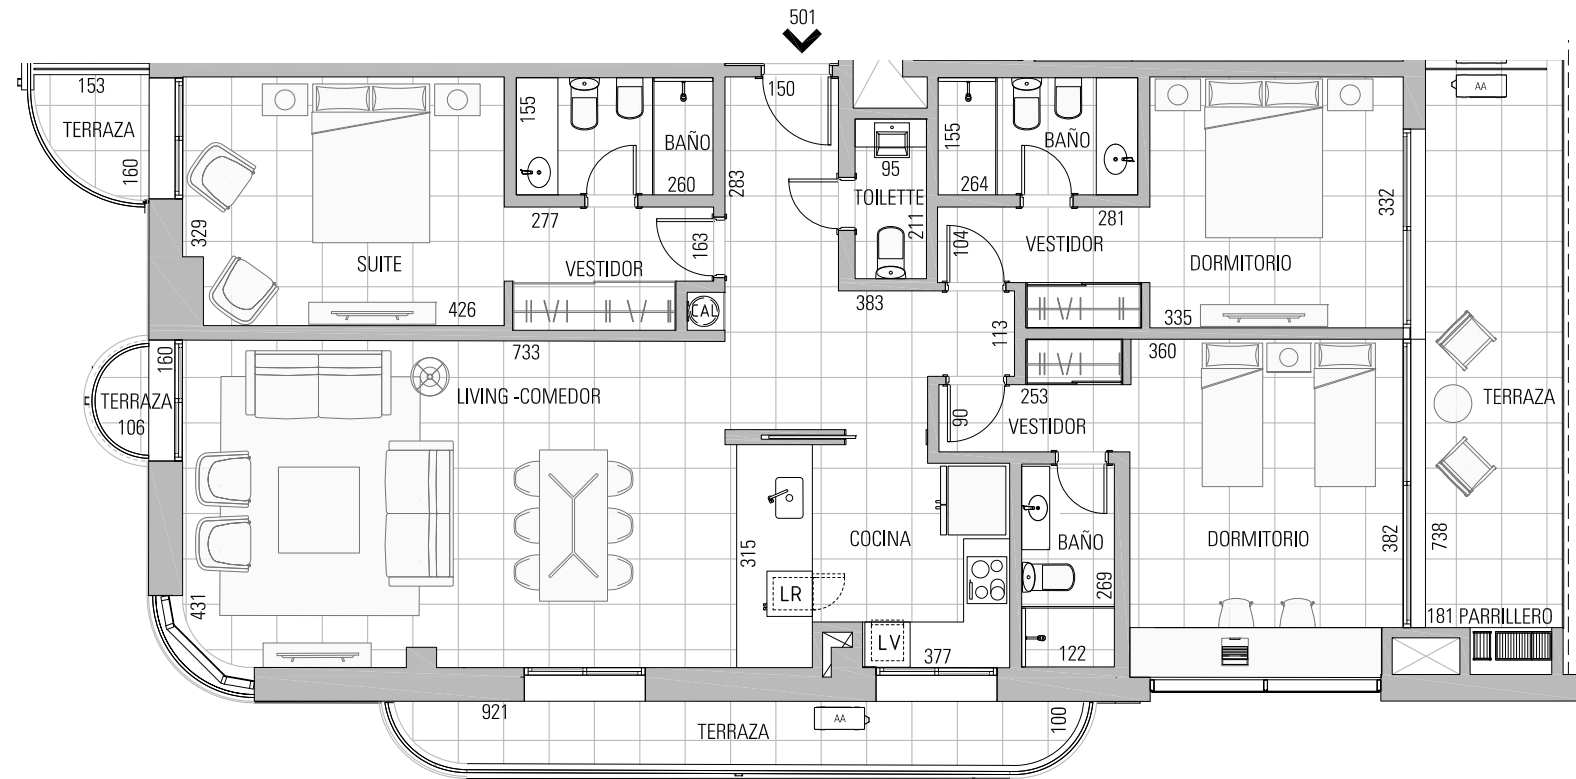 501
153
TERRAZA
160
155
BAÑO
260
150
283
277
329
SUITE
VESTIDOR
163
426
CAL
95
TOILETTE
211
383
155
BAÑO
264
281
104
VESTIDOR
DORMITORIO
332
335
AA
160
TERRAZA
106
733
LIVING -COMEDOR
113
253
360
90
VESTIDOR
TERRAZA
431
315
COCINA
LR
LV
377
BAÑO
269
122
DORMITORIO
382
738
181 PARRILLERO
921
TERRAZA
AA
100